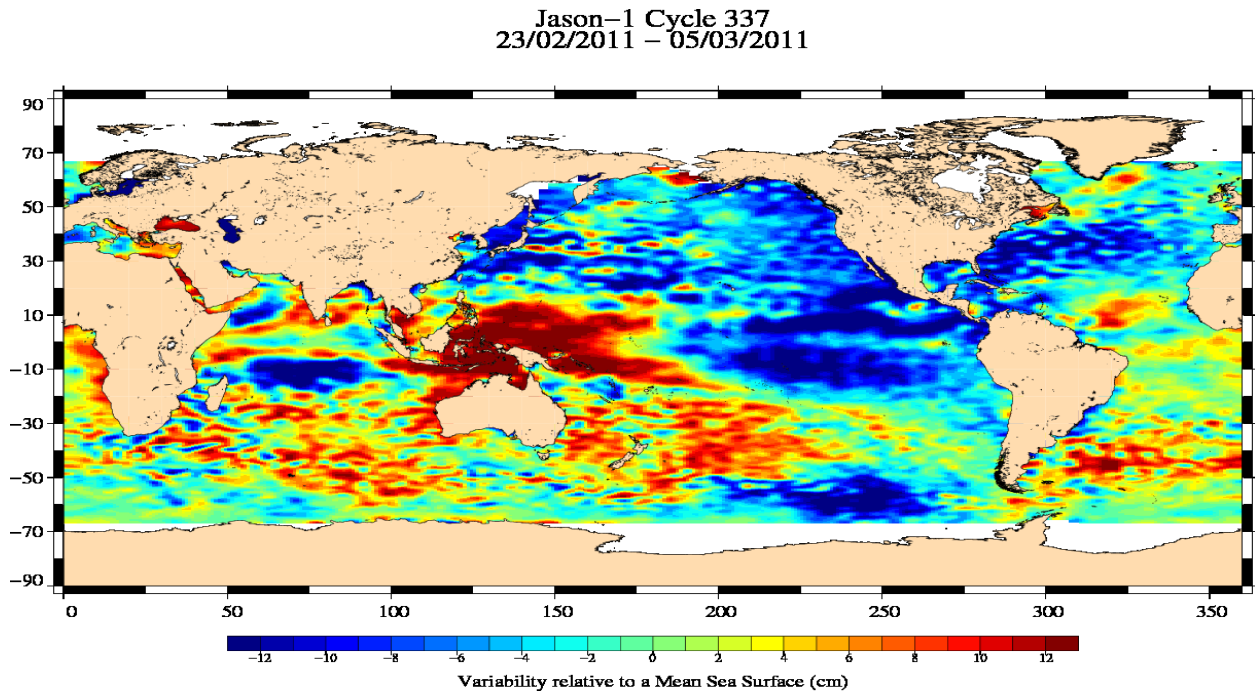 Jason−1 Cycle 337
23/02/2011 − 05/03/2011
90
70
50
30
10
−10
−30
−50
−70
−90
0 50 100 150 200 250 300 350
−12 −10 −8 −6 −4 −2 0 2 4 6 8 10 12
Variability relative to a Mean Sea Surface (cm)